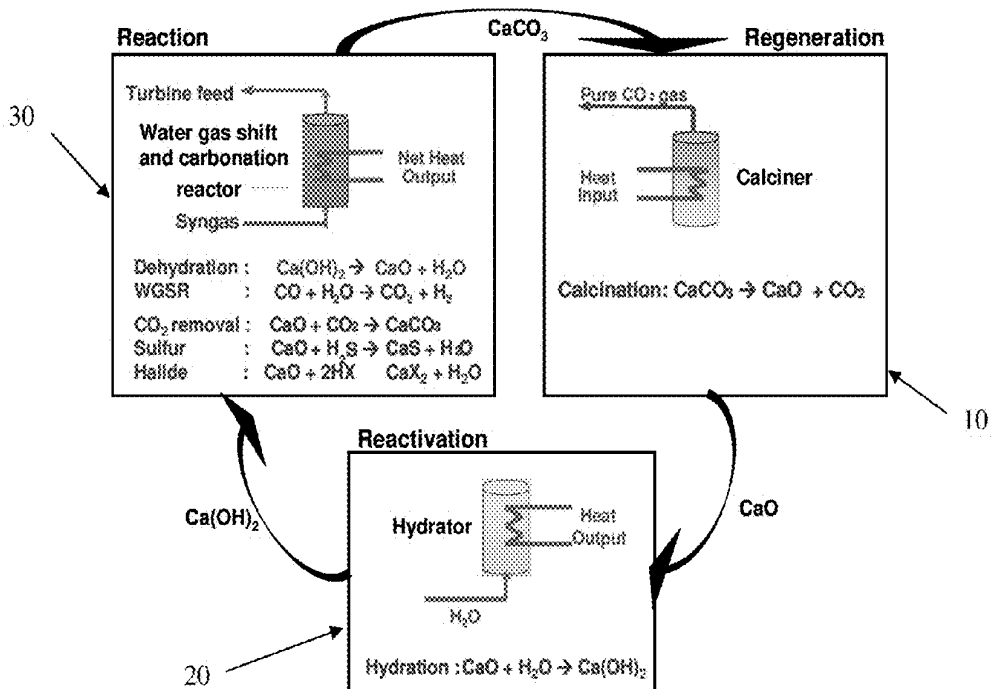 CaCO₃
Reaction
Regeneration
30
Turbine feed
Water gas shift
and carbonation
reactor
Net Heat
Output
Syngas
Dehydration : Ca(OH)₂ → CaO + H₂O
WGSR : CO + H₂O → CO₂ + H₂
CO₂ removal : CaO + CO₂ → CaCO₃
Sulfur : CaO + H₂S → CaS + H₂O
Halide : CaO + 2HX CaX₂ + H₂O
Pure CO₂ gas
Heat
Input
Calciner
Calcination: CaCO₃ → CaO + CO₂
10
Reactivation
Ca(OH)₂
CaO
Hydrator
Heat
Output
H₂O
20
Hydration : CaO + H₂O → Ca(OH)₂